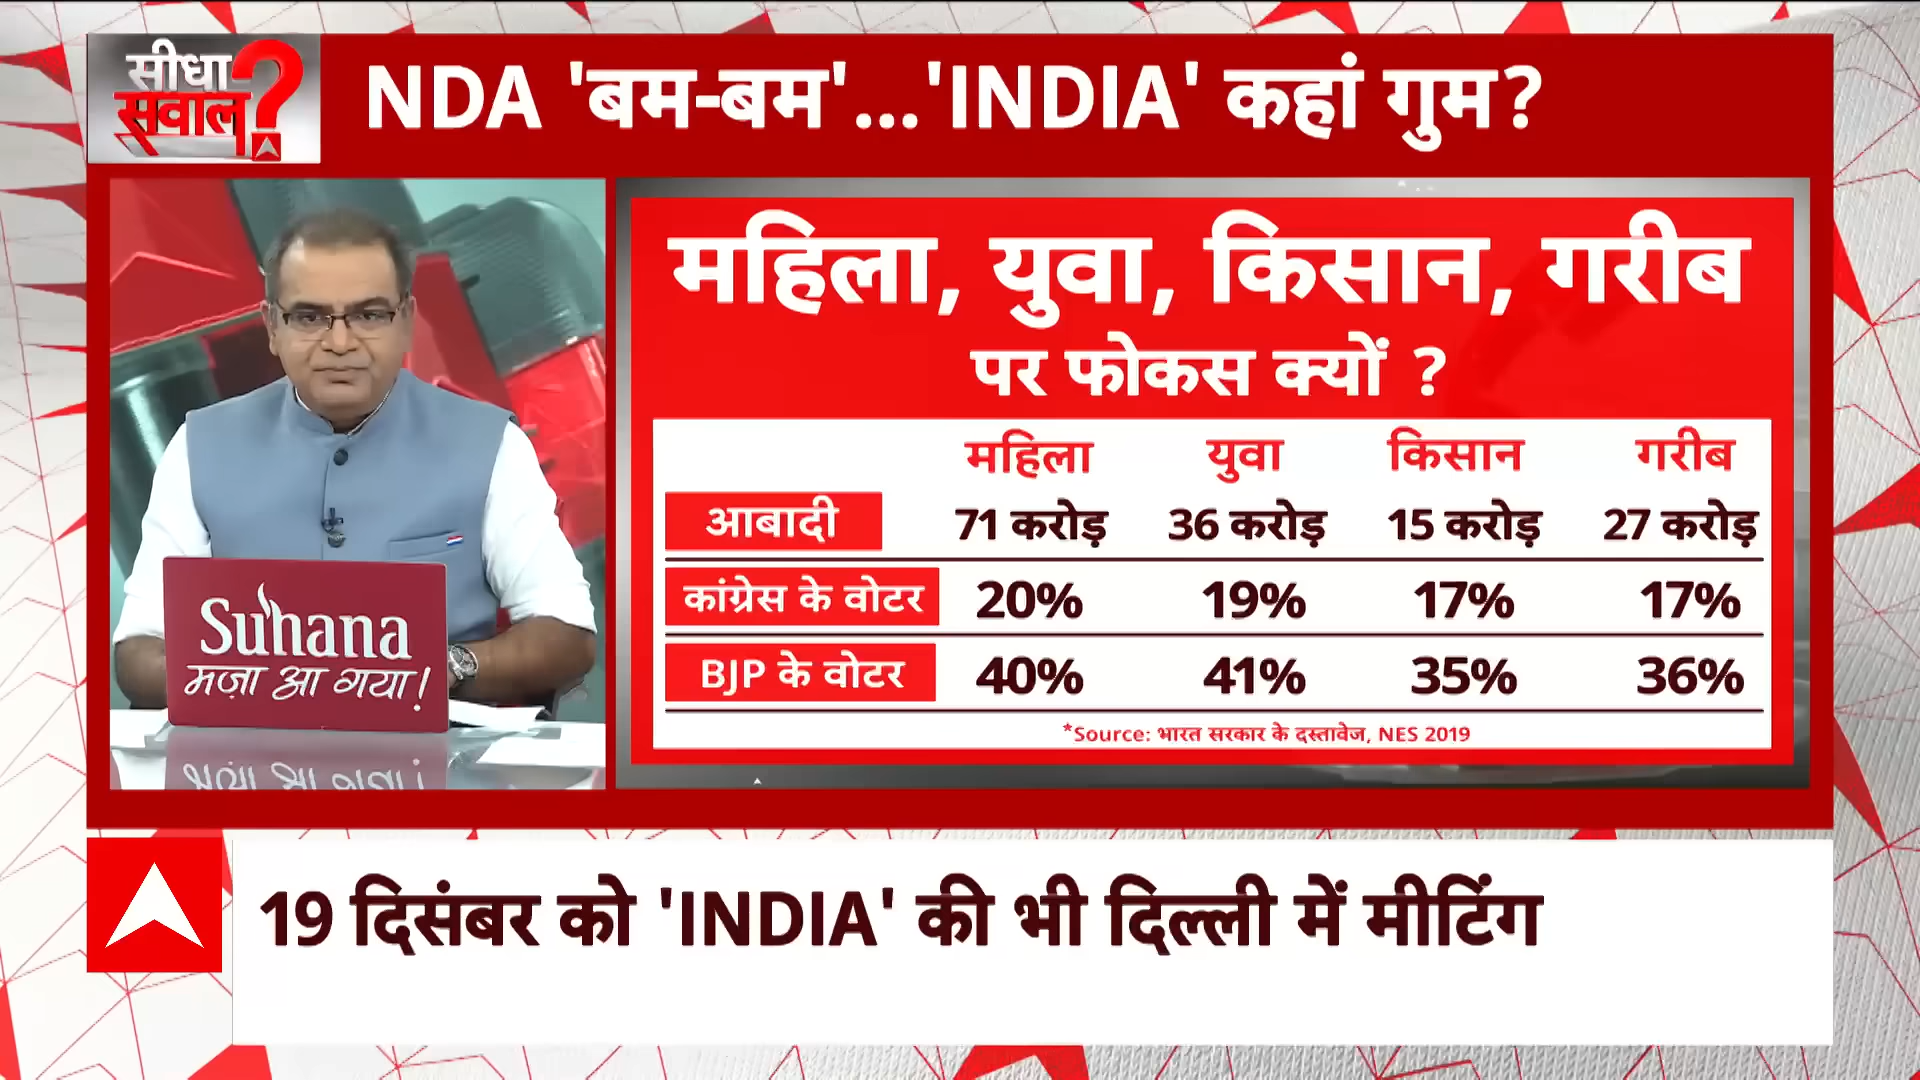 सीधा
सवाल?
NDA 'बम-बम'...'INDIA' कहां गुम?
महिला, युवा, किसान, गरीब
पर फोकस क्यों ?
महिला युवा किसान गरीब
आबादी 71 करोड़ 36 करोड़ 15 करोड़ 27 करोड़
कांग्रेस के वोटर 20% 19% 17% 17%
BJP के वोटर 40% 41% 35% 36%
*Source: भारत सरकार के दस्तावेज, NES 2019
Suhana
मज़ा आ गया!
19 दिसंबर को 'INDIA' की भी दिल्ली में मीटिंग